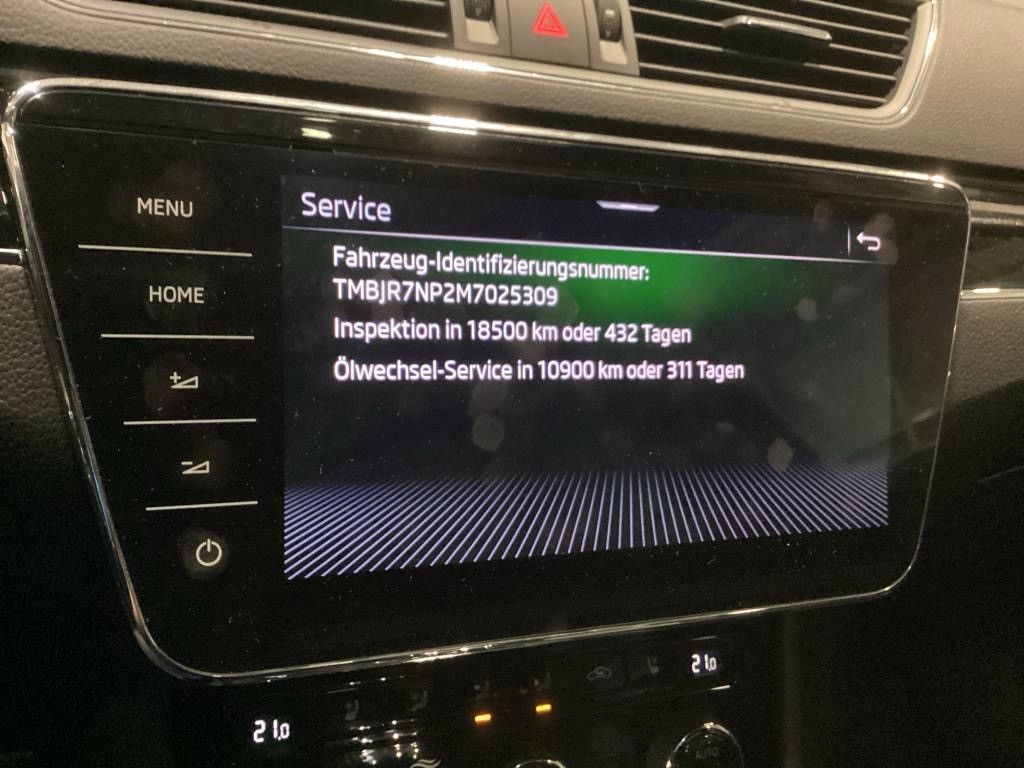 MENU
HOME
Service
Fahrzeug-Identifizierungsnummer:
TMBJR7NP2M7025309
Inspektion in 18500 km oder 432 Tagen
Ölwechsel-Service in 10900 km oder 311 Tagen
21.0
21.0
AUTO